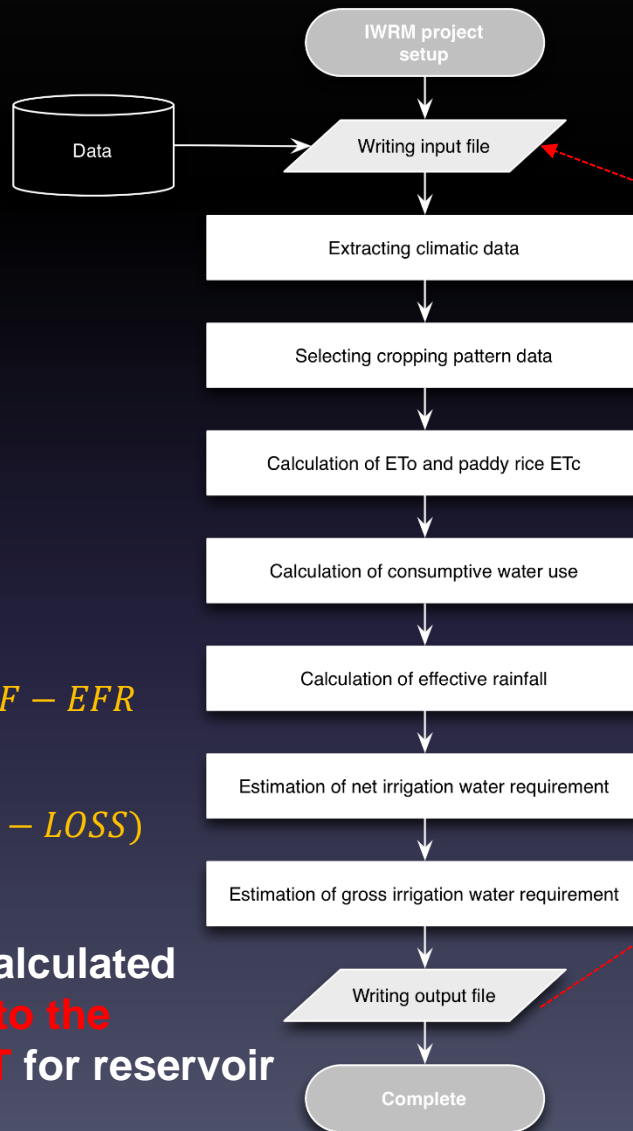 IWRM project
setup
Data
Writing input file
Extracting climatic data
Selecting cropping pattern data
Calculation of ETo and paddy rice ETc
Calculation of consumptive water use
Calculation of effective rainfall
F − EFR
Estimation of net irrigation water requirement
− LOSS)
Estimation of gross irrigation water requirement
alculated
to the
T for reservoir
Writing output file
Complete